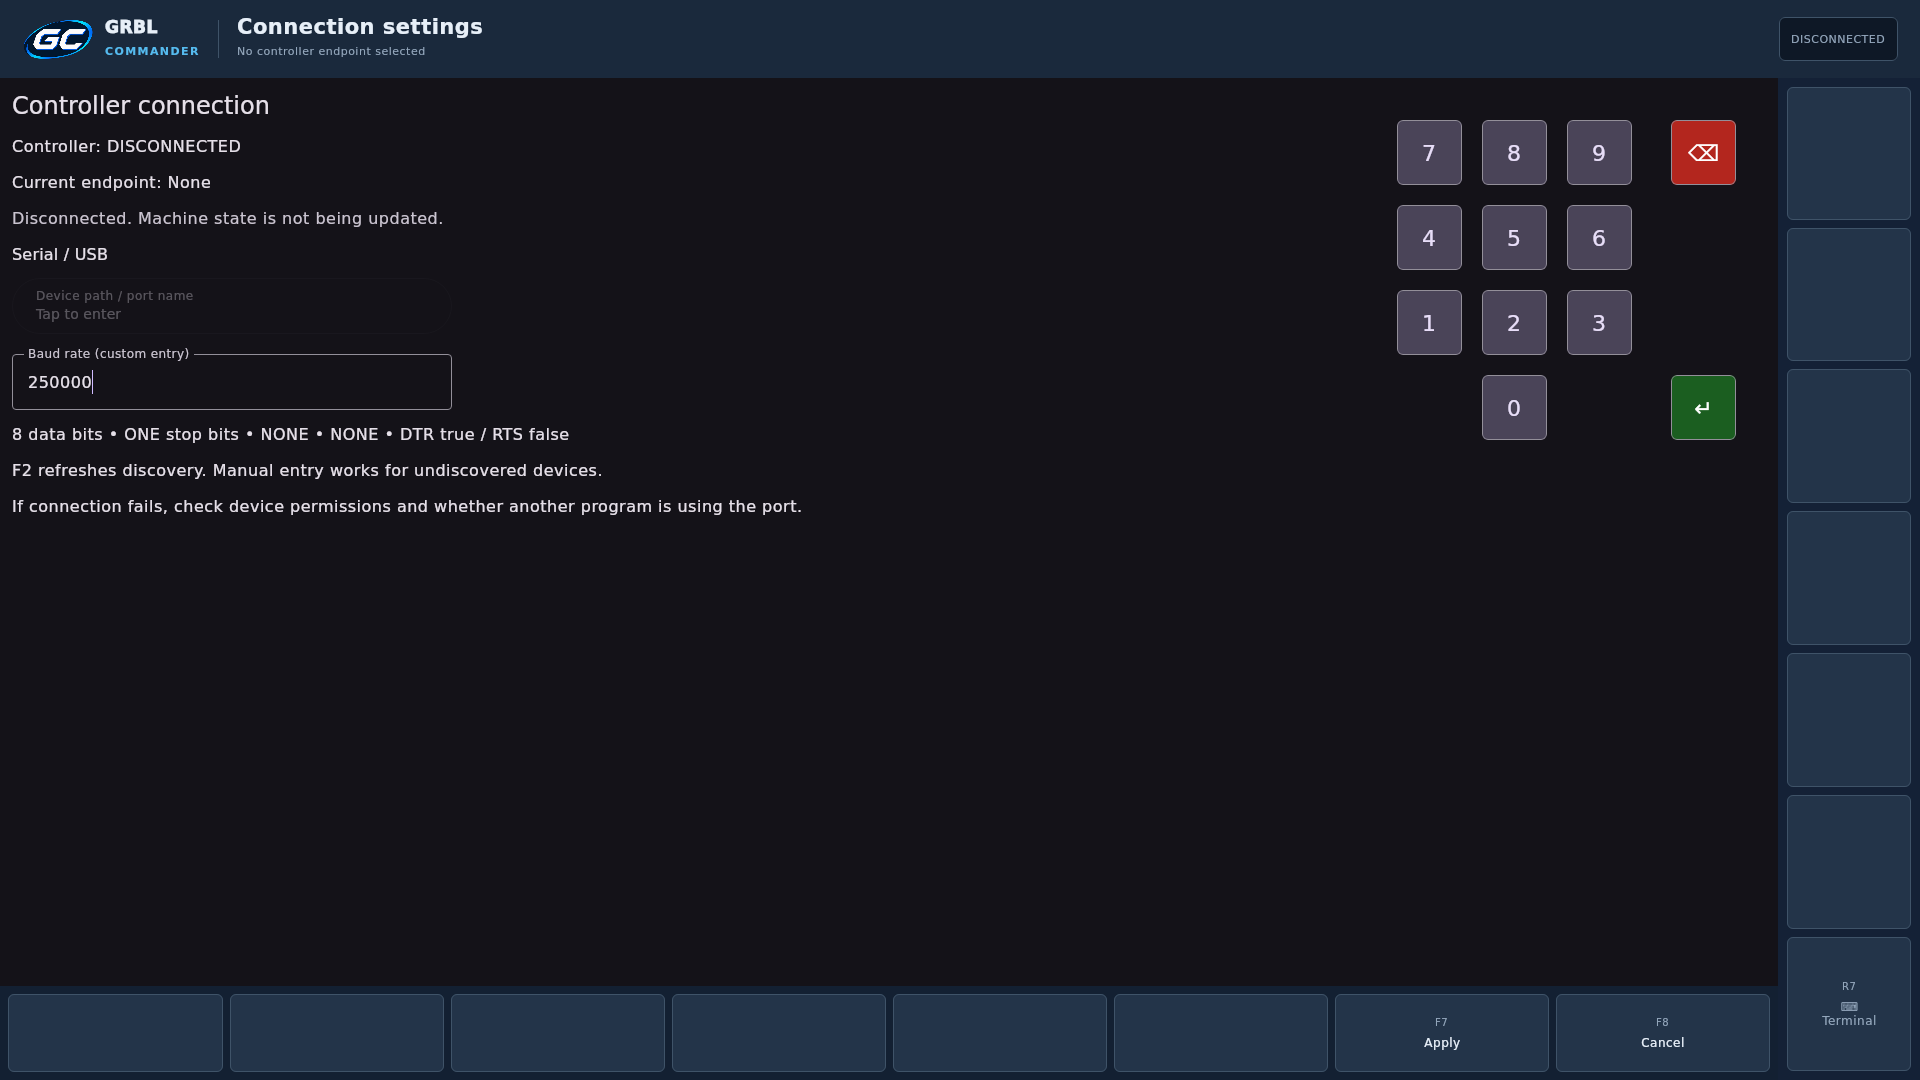 GC
GRBL
COMMANDER
Connection settings
No controller endpoint selected
DISCONNECTED
Controller connection
Controller: DISCONNECTED
Current endpoint: None
Disconnected. Machine state is not being updated.
Serial / USB
Device path / port name
Tap to enter
Baud rate (custom entry)
250000
8 data bits • ONE stop bits • NONE • NONE • DTR true / RTS false
F2 refreshes discovery. Manual entry works for undiscovered devices.
If connection fails, check device permissions and whether another program is using the port.
7 8 9 ⌫
4 5 6
1 2 3
0 ↵
F7
Apply
F8
Cancel
R7
⌨
Terminal